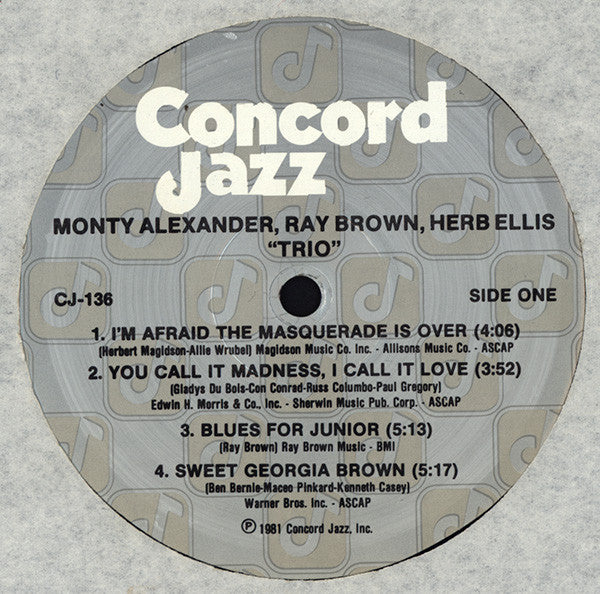 Concord
Jazz
MONTY ALEXANDER, RAY BROWN, HERB ELLIS
"TRIO"
CJ-136
SIDE ONE
1. I'M AFRAID THE MASQUERADE IS OVER (4:06)
(Herbert Magidson-Allie Wrubel) Magidson Music Co. Inc. - Allisons Music Co. - ASCAP
2. YOU CALL IT MADNESS, I CALL IT LOVE (3:52)
(Gladys Du Bois-Con Conrad-Russ Columbo-Paul Gregory)
Edwin H. Morris & Co., Inc. - Sherwin Music Pub. Corp. - ASCAP
3. BLUES FOR JUNIOR (5:13)
(Ray Brown) Ray Brown Music - BMI
4. SWEET GEORGIA BROWN (5:17)
(Ben Bernie-Maceo Pinkard-Kenneth Casey)
Warner Bros. Inc. - ASCAP
Ⓟ 1981 Concord Jazz, Inc.